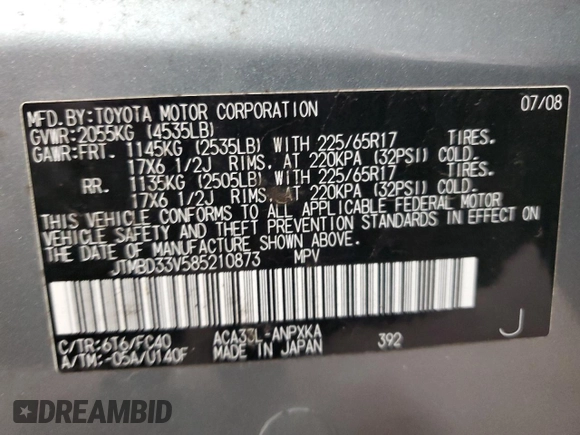 MFD.BY:TOYOTA MOTOR CORPORATION 07/08
GVWR:2055KG (4535LB)
GAWR:FRT. 1145KG (2535LB) WITH 225/65R17 TIRES.
17X6 1/2J RIMS, AT 220KPA (32PSI) COLD.
RR. 1135KG (2505LB) WITH 225/65R17 TIRES.
17X6 1/2J RIMS, AT 220KPA (32PSI) COLD.
THIS VEHICLE CONFORMS TO ALL APPLICABLE FEDERAL MOTOR
VEHICLE SAFETY AND THEFT PREVENTION STANDARDS IN EFFECT ON
THE DATE OF MANUFACTURE SHOWN ABOVE.
JTMBD33V585210873 MPV
C/TR:6T6/FC40 ACA33L-ANPXKA 392 J
A/TM:-05A/U140F MADE IN JAPAN
DREAMBID